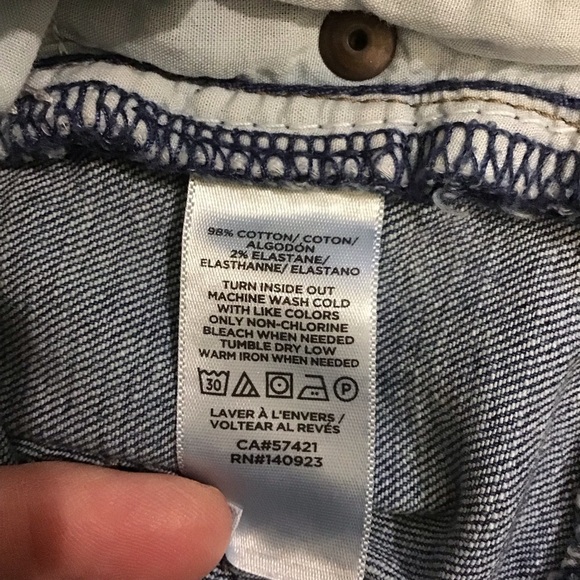 98% COTTON/ COTON/
ALGODÓN
2% ELASTANE/
ELASTHANNE/ ELASTANO
TURN INSIDE OUT
MACHINE WASH COLD
WITH LIKE COLORS
ONLY NON-CHLORINE
BLEACH WHEN NEEDED
TUMBLE DRY LOW
WARM IRON WHEN NEEDED
30 P
LAVER À L'ENVERS /
VOLTEAR AL REVÉS
CA#57421
RN#140923